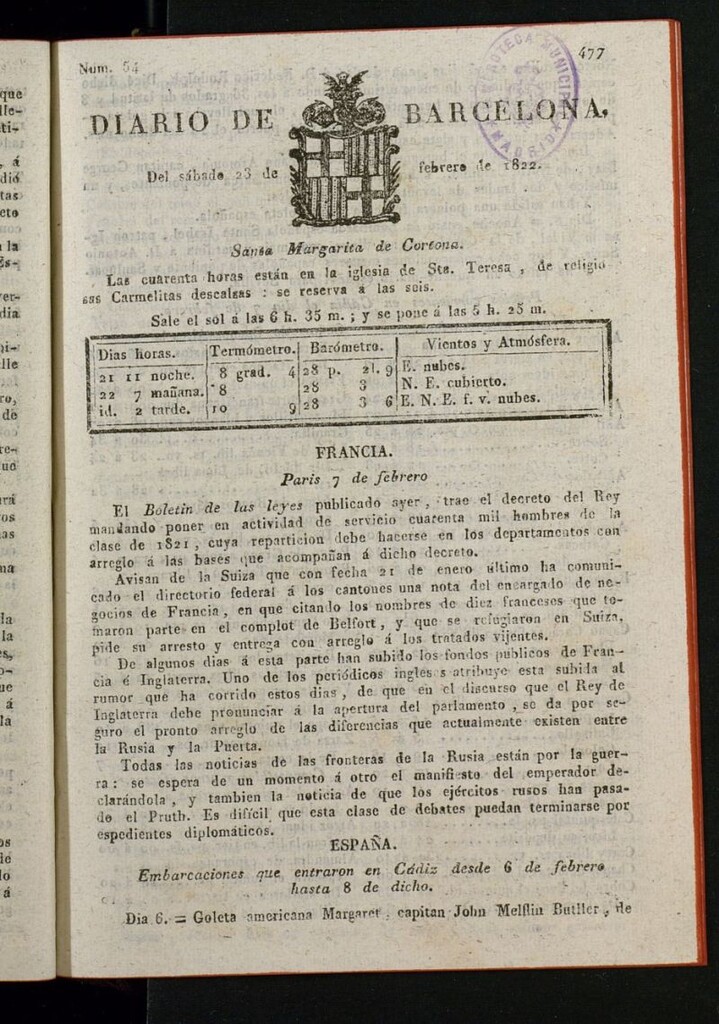 Num. 54
477
DIARIO DE BARCELONA,
HEMEROTECA MUNICIPAL
MADRID
Del sábado 23 de febrero de 1822.
Santa Margarita de Cortona.
Las cuarenta horas están en la iglesia de Sta. Teresa, de religio-
sas Carmelitas descalsas: se reserva á las seis.
Sale el sol á las 6 h. 35 m.; y se pone á las 5 h. 25 m.
Dias horas. Termómetro. Barómetro. Vientos y Atmósfera.
21 11 noche. 8 grad. 4 28 p. 2l. 9 E. nubes.
22 7 mañana. 8 28 3 N. E. cubierto.
id. 2 tarde. 10 9 28 3 6 E. N. E. f. v. nubes.
FRANCIA.
Paris 7 de febrero
El Boletin de las leyes publicado ayer, trae el decreto del Rey
mandando poner en actividad de servicio cuarenta mil hombres de la
clase de 1821, cuya reparticion debe hacerse en los departamentos con
arreglo á las bases que acompañan á dicho decreto.
Avisan de la Suiza que con fecha 21 de enero último ha comuni-
cado el directorio federal á los cantones una nota del encargado de ne-
gocios de Francia, en que citando los nombres de diez franceses que to-
maron parte en el complot de Belfort, y que se refugiaron en Suiza,
pide su arresto y entrega con arreglo á los tratados vijentes.
De algunos dias á esta parte han subido los fondos publicos de Fran-
cia é Inglaterra. Uno de los periódicos ingles s atribuye esta subida al
rumor que ha corrido estos dias, de que en el discurso que el Rey de
Inglaterra debe pronunciar á la apertura del parlamento, se da por se-
guro el pronto arreglo de las diferencias que actualmente existen entre
la Rusia y la Puerta.
Todas las noticias de las fronteras de la Rusia están por la guer-
ra: se espera de un momento á otro el manifiesto del emperador de-
clarándola, y tambien la noticia de que los ejércitos rusos han pasa-
do el Pruth. Es difícil que esta clase de debates puedan terminarse por
espedientes diplomáticos.
ESPAÑA.
Embarcaciones que entraron en Cádiz desde 6 de febrero
hasta 8 de dicho.
Dia 6. = Goleta americana Margaret, capitan John Melflin Butller, de